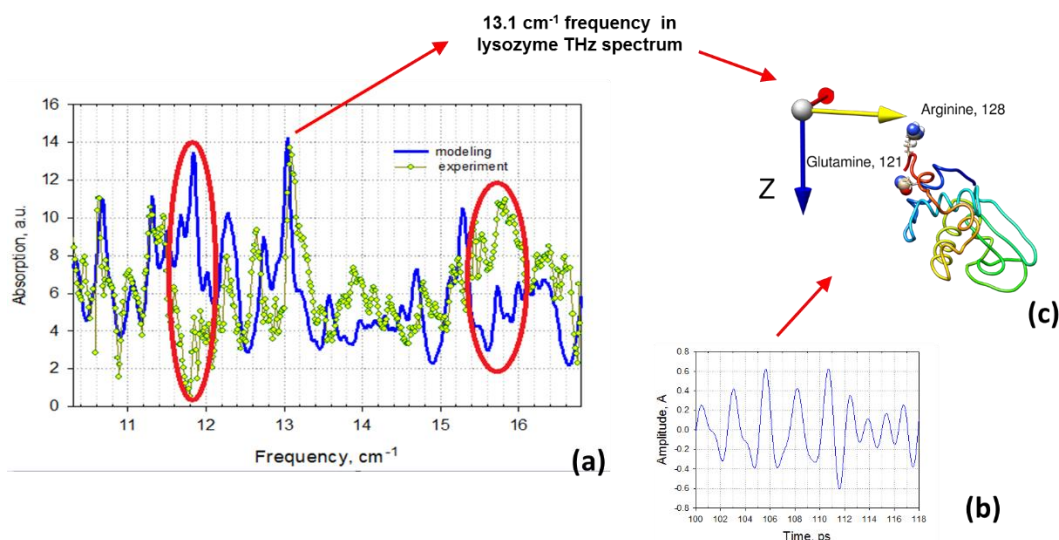 13.1 cm⁻¹ frequency in
lysozyme THz spectrum
16
14
12
10
8
6
4
2
0
Absorption, a.u.
modeling
experiment
11 12 13 14 15 16
Frequency, cm⁻¹
(a)
Arginine, 128
Glutamine, 121
Z
(c)
0.8
0.6
0.4
0.2
0.0
-0.2
-0.4
-0.6
-0.8
Amplitude, A
100 102 104 106 108 110 112 114 116 118
Time, ps
(b)